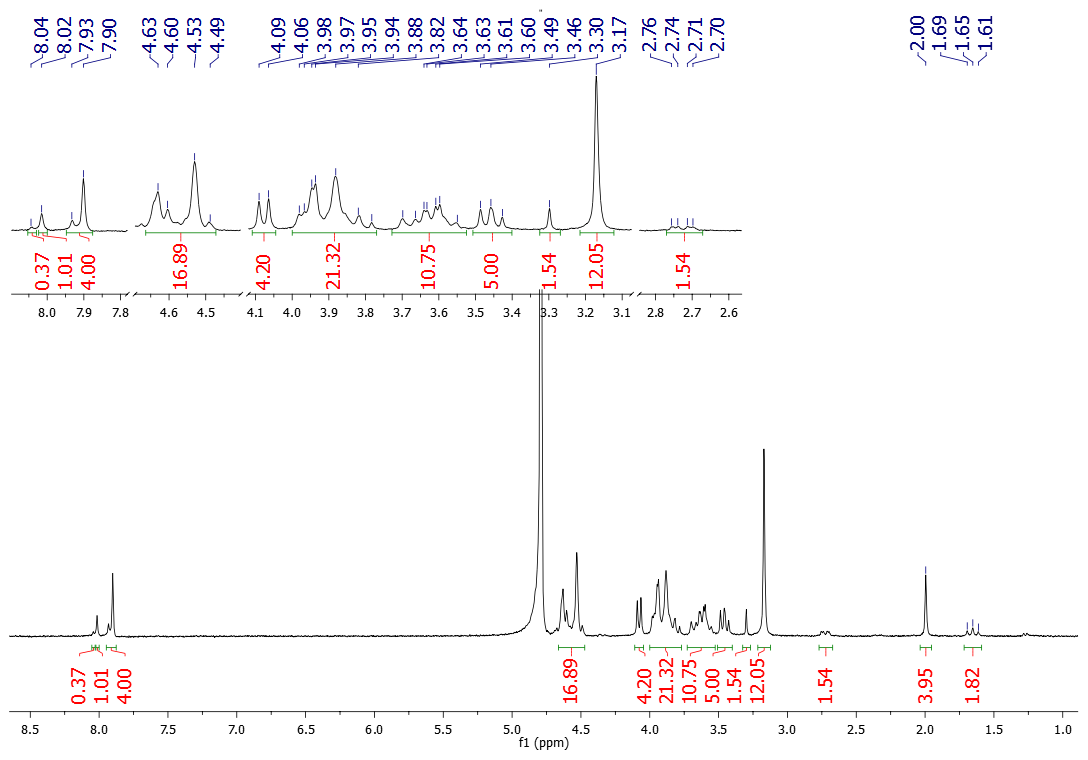 8.04 8.02 7.93 7.90 4.63 4.60 4.53 4.49 4.09 4.06 3.98 3.97 3.95 3.94 3.88 3.82 3.64 3.63 3.61 3.60 3.49 3.46 3.30 3.17 2.76 2.74 2.71 2.70 2.00 1.69 1.65 1.61
0.37 1.01 4.00 16.89 4.20 21.32 10.75 5.00 1.54 12.05 1.54
8.0 7.9 7.8 4.6 4.5 4.1 4.0 3.9 3.8 3.7 3.6 3.5 3.4 3.3 3.2 3.1 2.8 2.7 2.6
0.37 1.01 4.00 16.89 4.20 21.32 10.75 5.00 1.54 12.05 1.54 3.95 1.82
8.5 8.0 7.5 7.0 6.5 6.0 5.5 5.0 4.5 4.0 3.5 3.0 2.5 2.0 1.5 1.0
f1 (ppm)